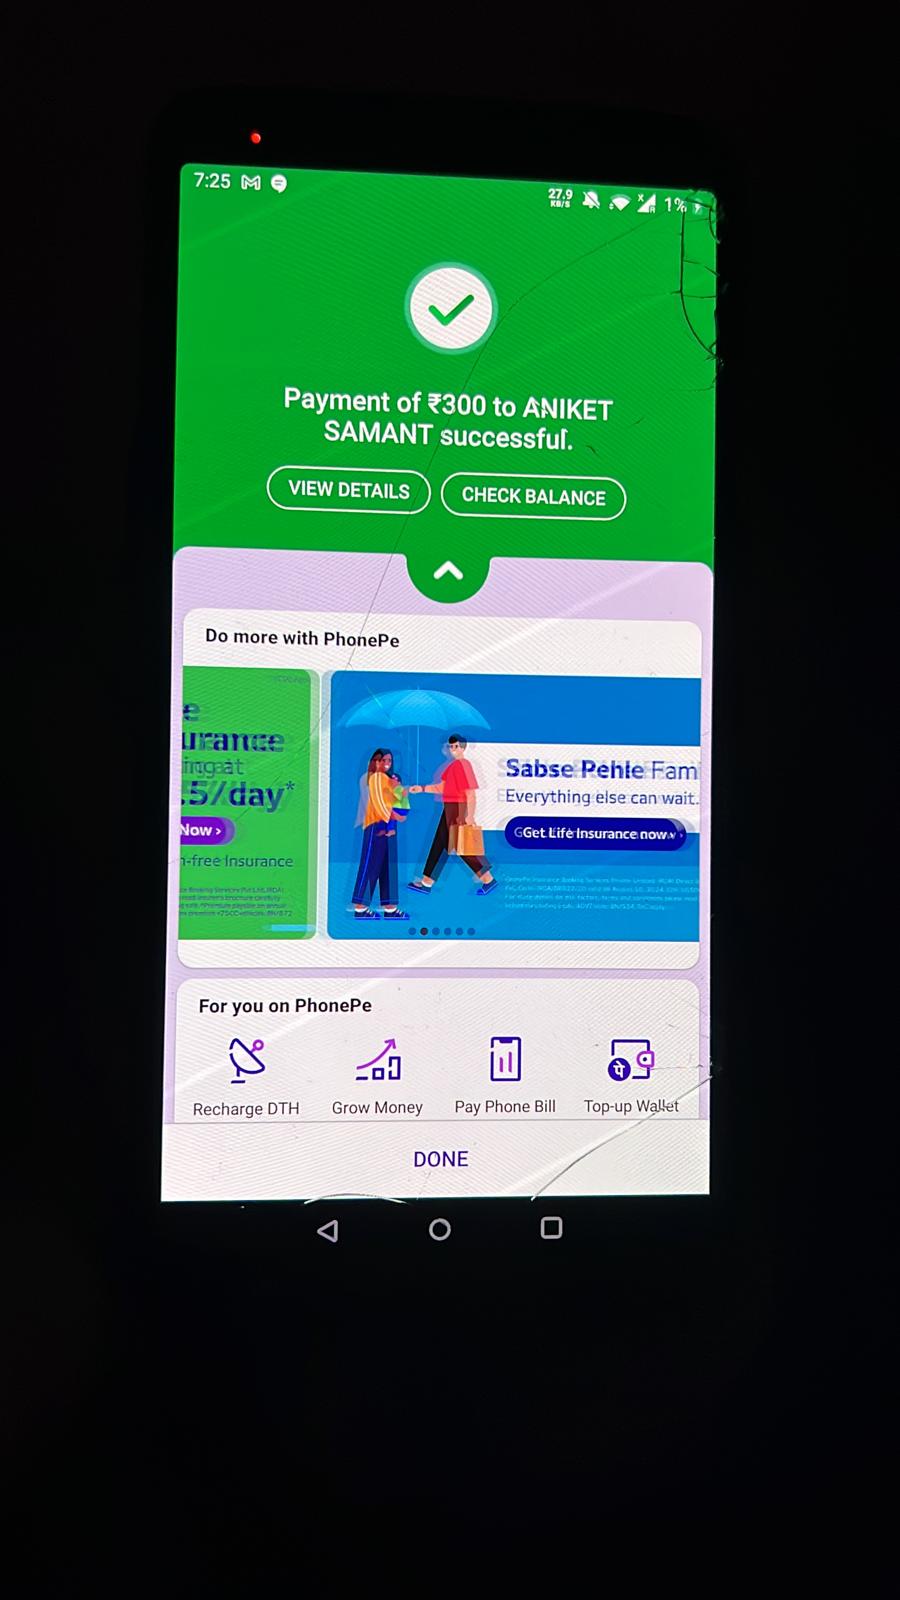 7:25
27.9
KB/S
1%
Payment of ₹300 to ANIKET
SAMANT successful.
VIEW DETAILS
CHECK BALANCE
Do more with PhonePe
e
urance
ing at
.5/day*
Now ›
n-free Insurance
Sabse Pehle Fam
Everything else can wait.
Get Life Insurance now ›
For you on PhonePe
पे
Recharge DTH
Grow Money
Pay Phone Bill
Top-up Wallet
DONE